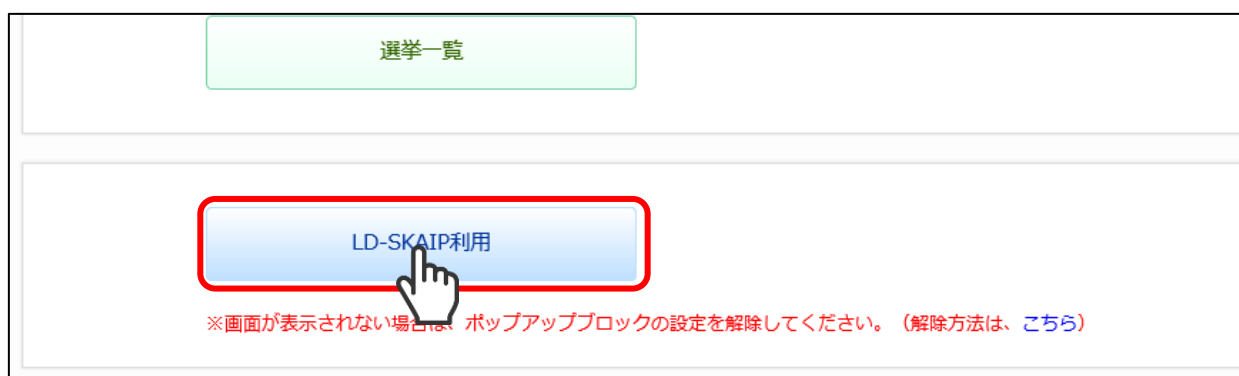 選挙一覧
LD-SKAIP利用
※画面が表示されない場合は、ポップアップブロックの設定を解除してください。（解除方法は、こちら）